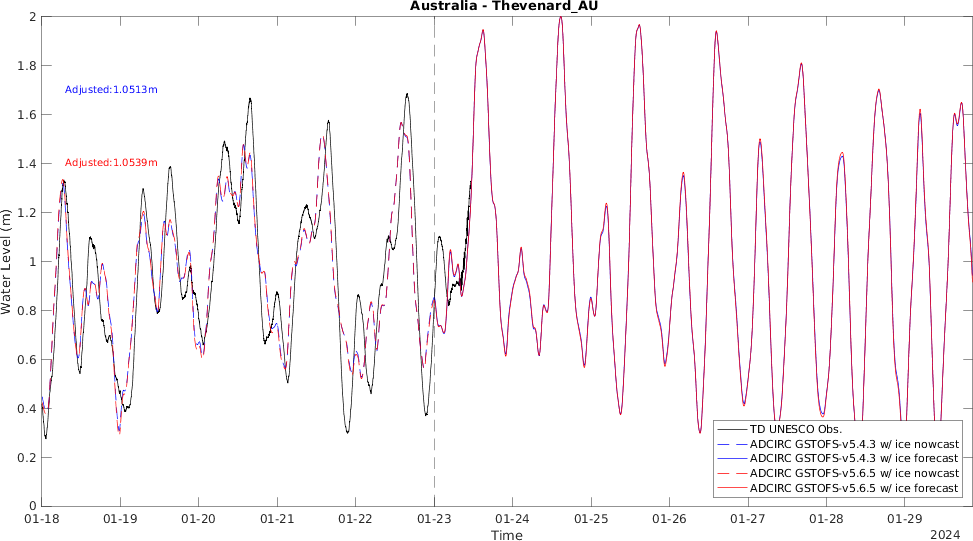 Australia - Thevenard_AU
Water Level (m)
2
1.8
1.6
1.4
1.2
1
0.8
0.6
0.4
0.2
0
Adjusted:1.0513m
Adjusted:1.0539m
TD UNESCO Obs.
ADCIRC GSTOFS-v5.4.3 w/ ice nowcast
ADCIRC GSTOFS-v5.4.3 w/ ice forecast
ADCIRC GSTOFS-v5.6.5 w/ ice nowcast
ADCIRC GSTOFS-v5.6.5 w/ ice forecast
01-18 01-19 01-20 01-21 01-22 01-23 01-24 01-25 01-26 01-27 01-28 01-29
Time
2024